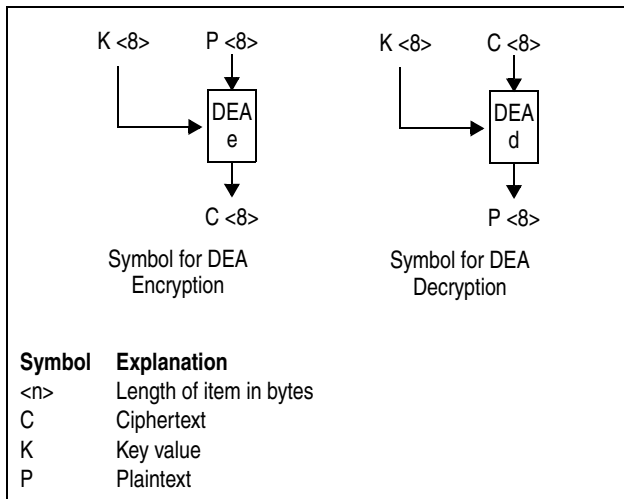 K <8> P <8>
DEA
e
C <8>
Symbol for DEA
Encryption
K <8> C <8>
DEA
d
P <8>
Symbol for DEA
Decryption
Symbol Explanation
<n> Length of item in bytes
C Ciphertext
K Key value
P Plaintext